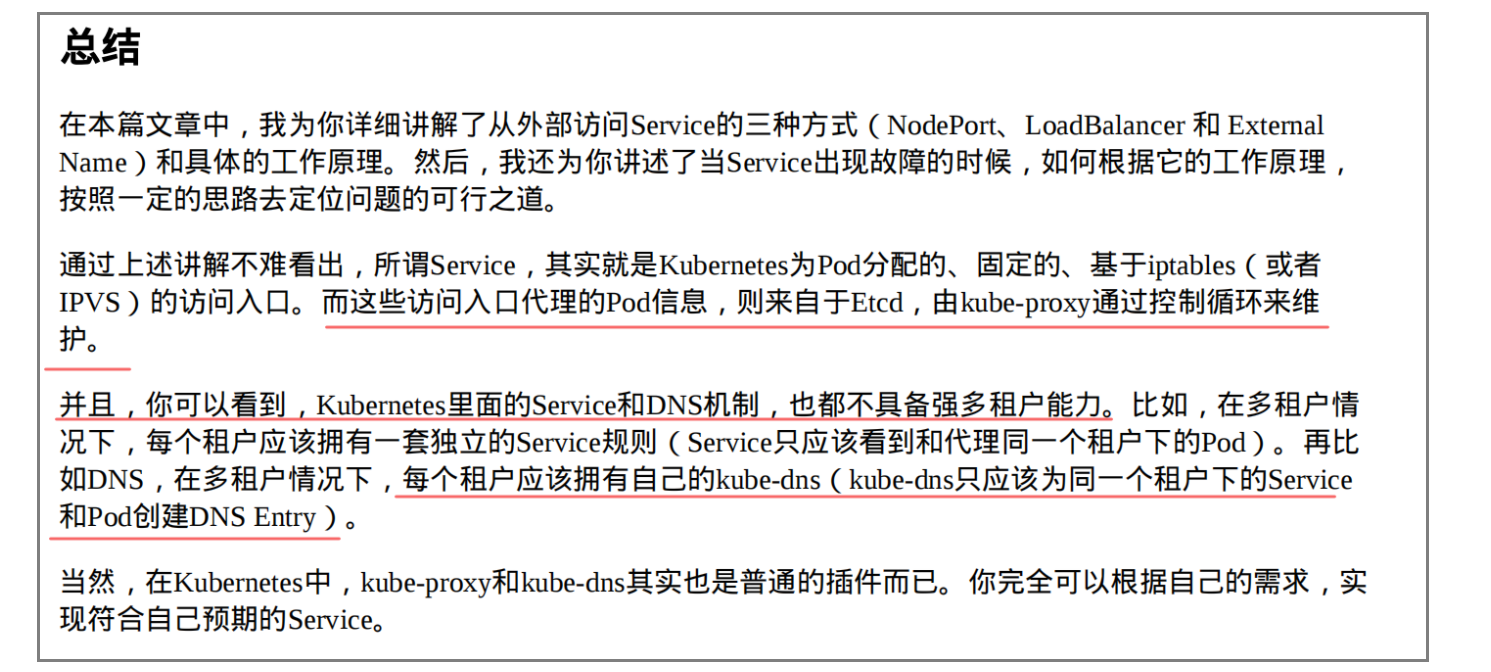 总结
在本篇文章中，我为你详细讲解了从外部访问Service的三种方式（NodePort、LoadBalancer 和 External
Name）和具体的工作原理。然后，我还为你讲述了当Service出现故障的时候，如何根据它的工作原理，
按照一定的思路去定位问题的可行之道。
通过上述讲解不难看出，所谓Service，其实就是Kubernetes为Pod分配的、固定的、基于iptables（或者
IPVS）的访问入口。而这些访问入口代理的Pod信息，则来自于Etcd，由kube-proxy通过控制循环来维
护。
并且，你可以看到，Kubernetes里面的Service和DNS机制，也都不具备强多租户能力。比如，在多租户情
况下，每个租户应该拥有一套独立的Service规则（Service只应该看到和代理同一个租户下的Pod）。再比
如DNS，在多租户情况下，每个租户应该拥有自己的kube-dns（kube-dns只应该为同一个租户下的Service
和Pod创建DNS Entry）。
当然，在Kubernetes中，kube-proxy和kube-dns其实也是普通的插件而已。你完全可以根据自己的需求，实
现符合自己预期的Service。